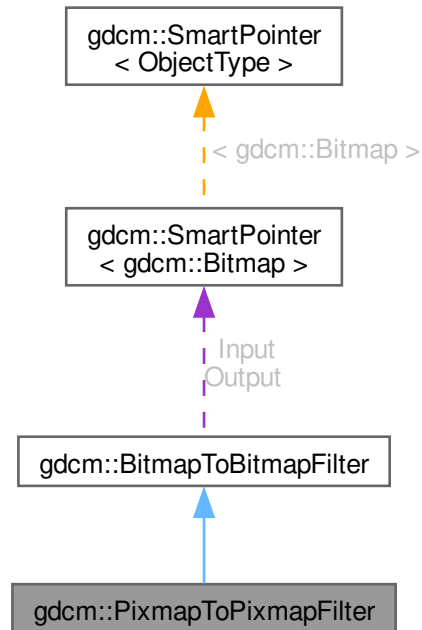 gdcm::SmartPointer
< ObjectType >
< gdcm::Bitmap >
gdcm::SmartPointer
< gdcm::Bitmap >
Input
Output
gdcm::BitmapToBitmapFilter
gdcm::PixmapToPixmapFilter